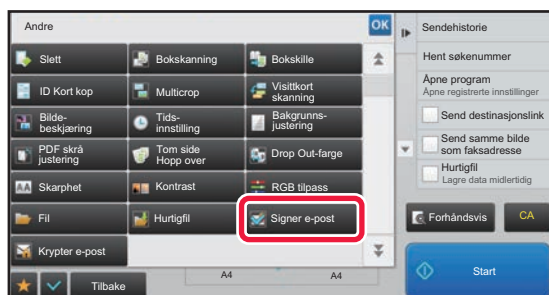 Andre
OK
Slett
Bokskanning
Bokskille
ID Kort kop
Multicrop
Visittkort
skanning
Bilde-
beskjæring
Tids-
innstilling
Bakgrunns-
justering
PDF skrå
justering
Tom side
Hopp over
Drop Out-farge
AA
Skarphet
Kontrast
RGB tilpass
Fil
Hurtigfil
Signer e-post
Krypter e-post
Tilbake
A4
A4
Sendehistorie
Hent søkenummer
Åpne program
Åpne registrerte innstillinger
Send destinasjonslink
Send samme bilde
som faksadresse
Hurtigfil
Lagre data midlertidig
Forhåndsvis
CA
Start